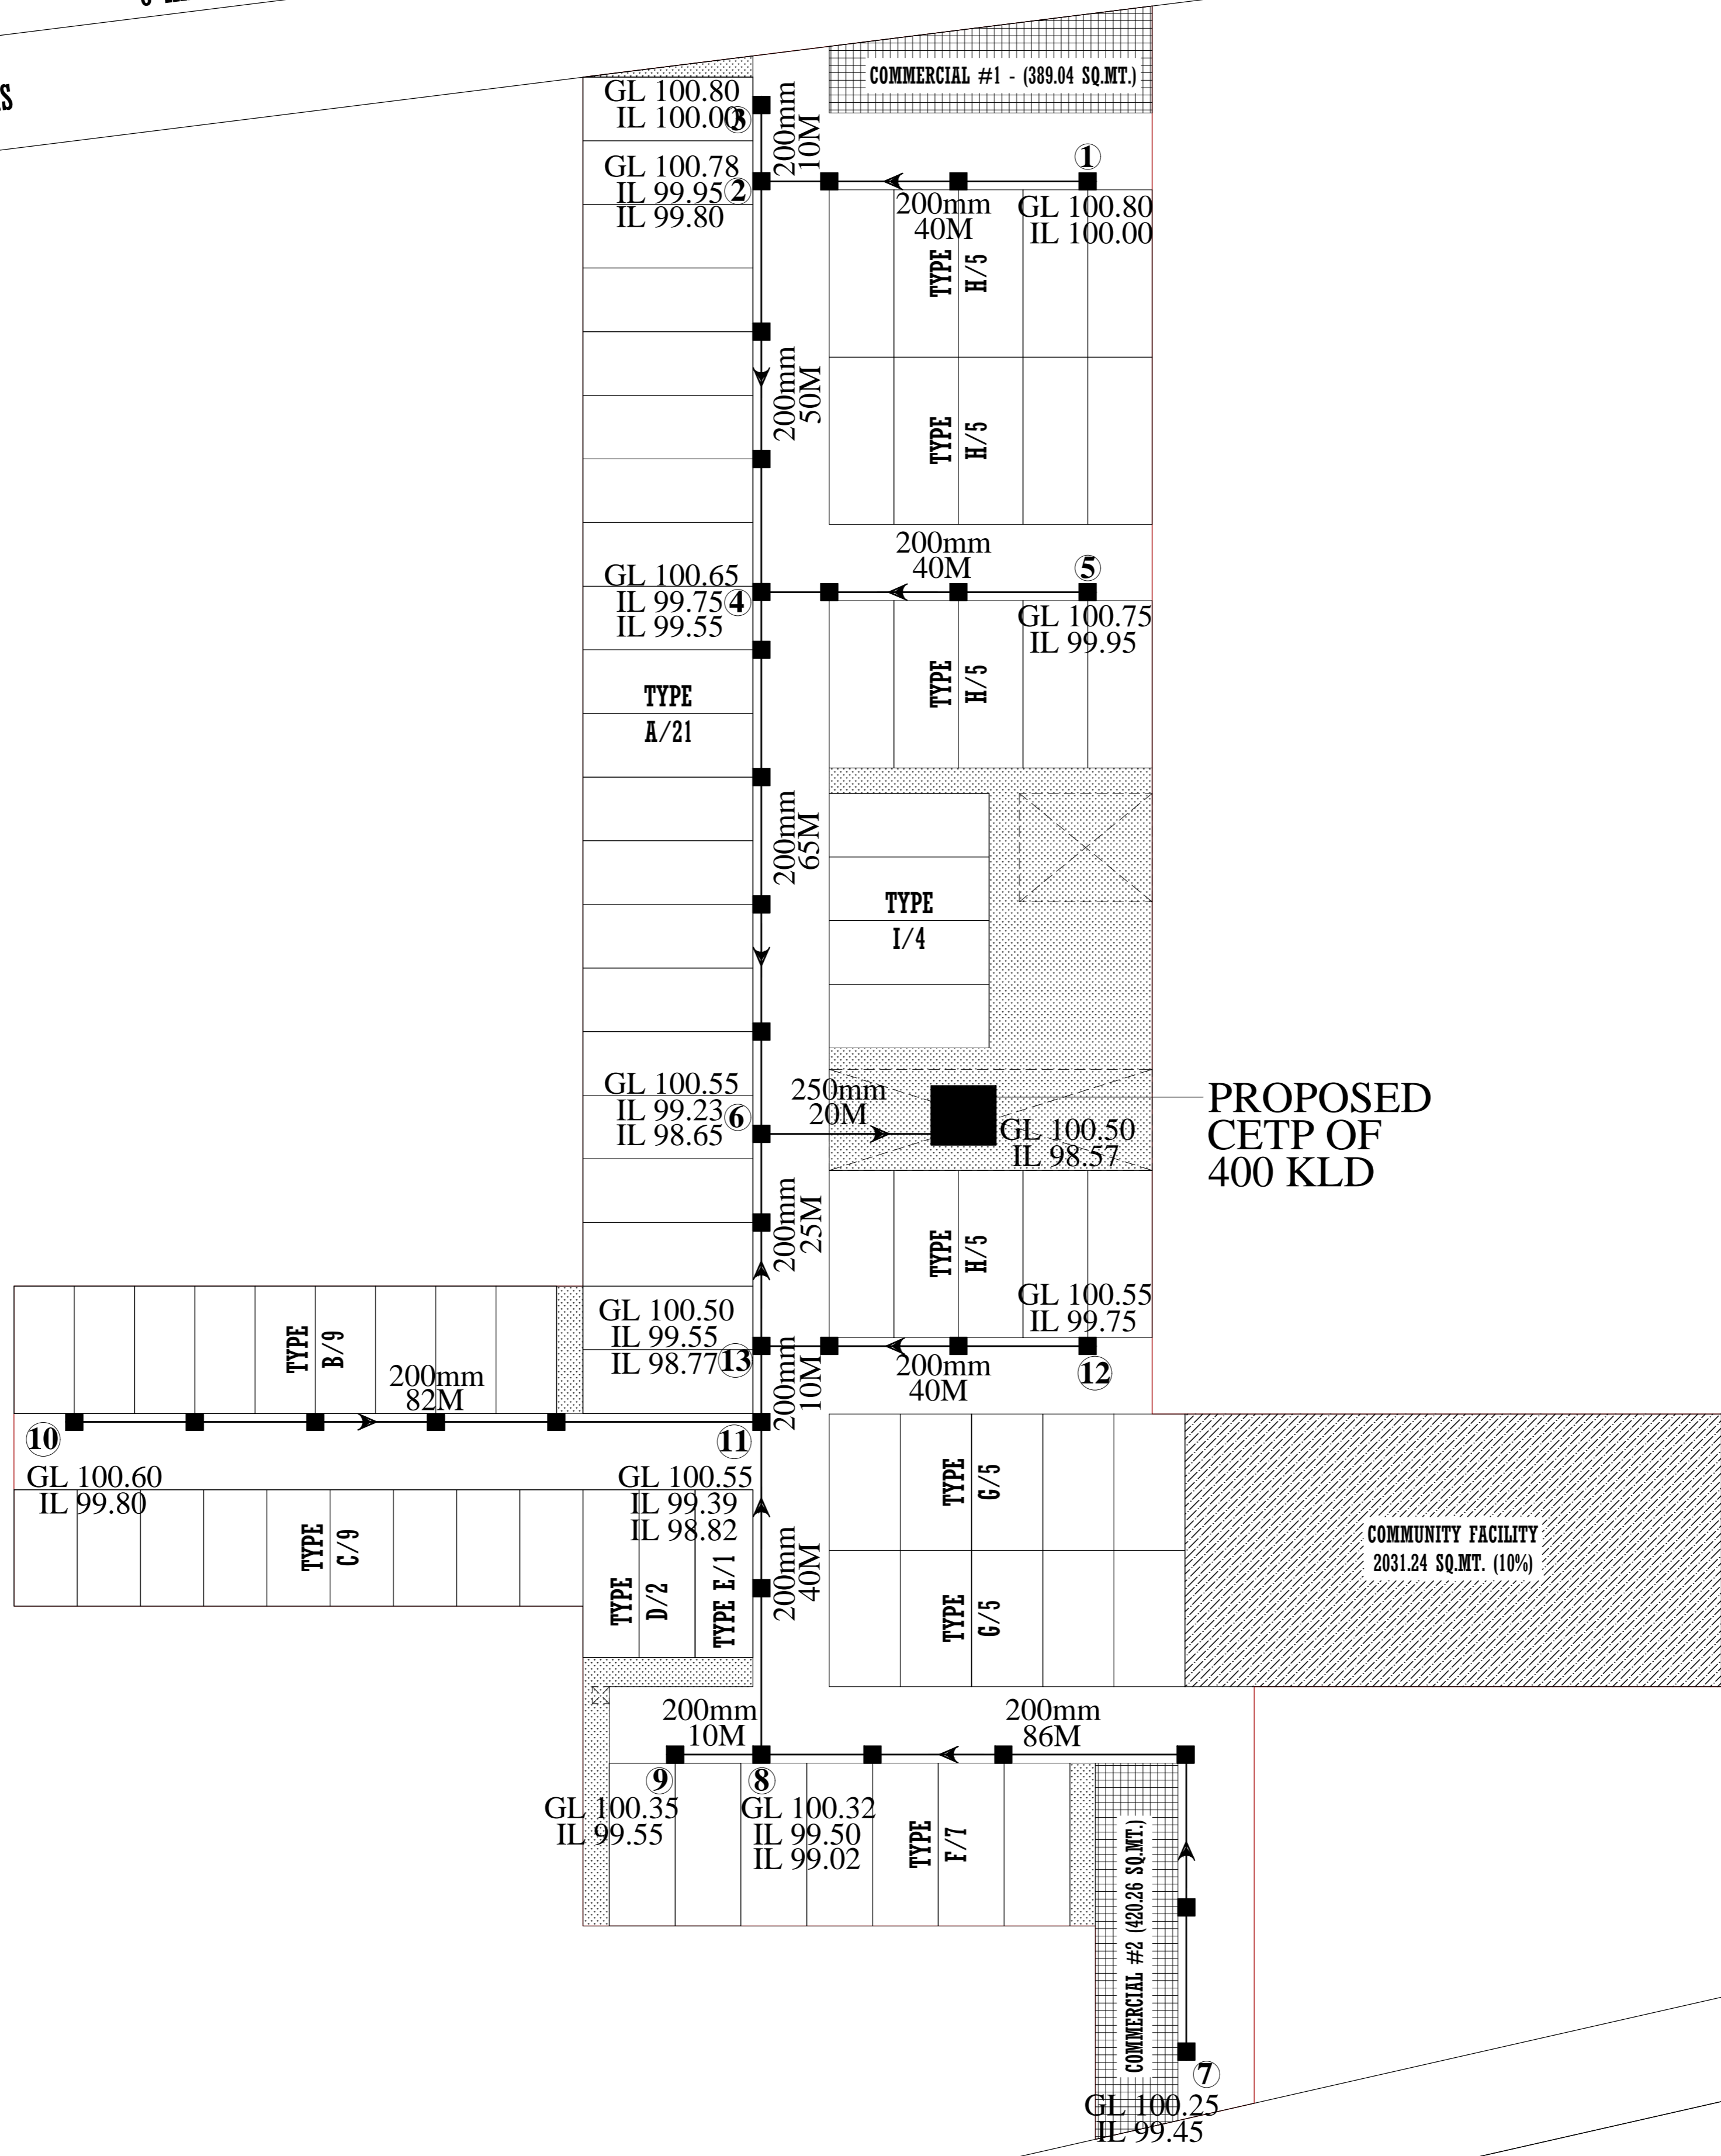 COMMERCIAL #1 - (389.04 SQ.MT.)
GL 100.80
IL 100.00
3
200mm
10M
GL 100.78
IL 99.95
IL 99.80
2
1
200mm
40M
GL 100.80
IL 100.00
TYPE
H/5
200mm
50M
TYPE
H/5
200mm
40M
5
GL 100.65
IL 99.75
IL 99.55
4
GL 100.75
IL 99.95
TYPE
H/5
TYPE
A/21
200mm
65M
TYPE
I/4
GL 100.55
IL 99.23
IL 98.65
6
250mm
20M
GL 100.50
IL 98.57
PROPOSED
CETP OF
400 KLD
200mm
25M
TYPE
H/5
GL 100.55
IL 99.75
GL 100.50
IL 99.55
IL 98.77
13
200mm
10M
200mm
40M
12
TYPE
B/9
200mm
82M
10
11
GL 100.60
IL 99.80
GL 100.55
IL 99.39
IL 98.82
TYPE
C/9
TYPE
D/2
TYPE E/1
200mm
40M
TYPE
G/5
TYPE
G/5
COMMUNITY FACILITY
2031.24 SQ.MT. (10%)
200mm
10M
200mm
86M
9
8
GL 100.35
IL 99.55
GL 100.32
IL 99.50
IL 99.02
TYPE
F/7
COMMERCIAL #2 (420.26 SQ.MT.)
7
GL 100.25
IL 99.45